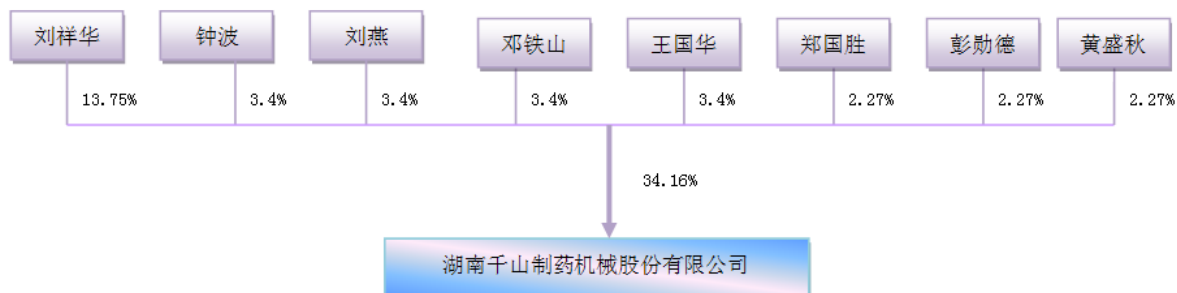 刘祥华 钟波 刘燕 邓铁山 王国华 郑国胜 彭勋德 黄盛秋
13.75% 3.4% 3.4% 3.4% 3.4% 2.27% 2.27% 2.27%
34.16%
湖南千山制药机械股份有限公司